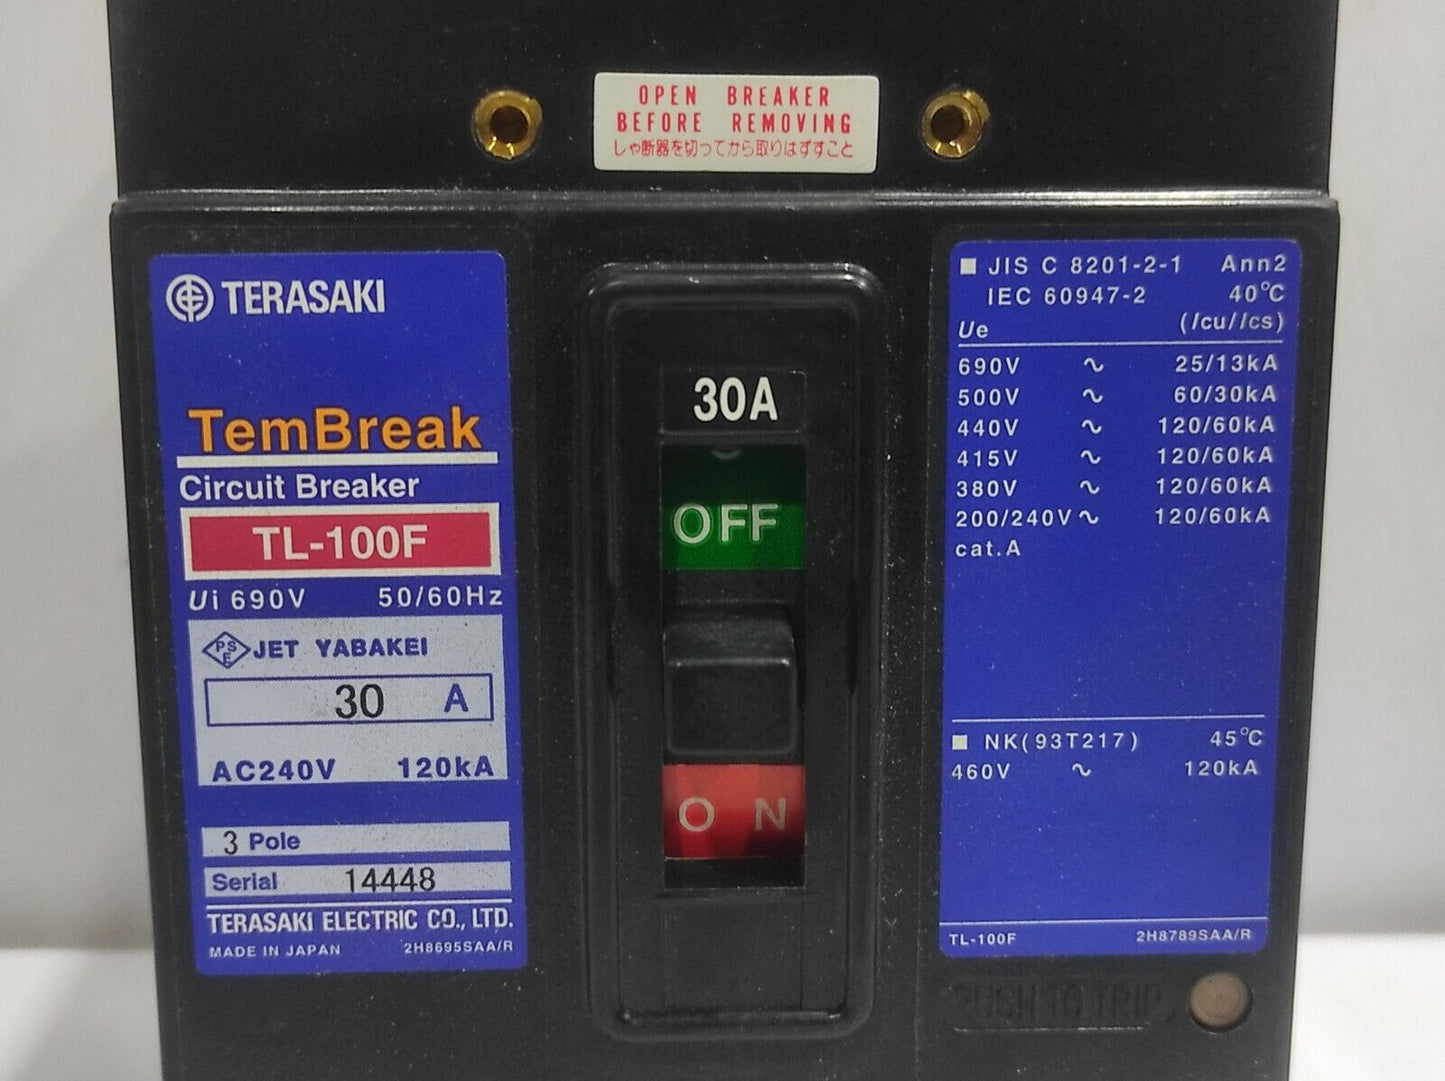 OPEN BREAKER
BEFORE REMOVING
しゃ断器を切ってから取りはずすこと
TERASAKI
TemBreak
Circuit Breaker
TL-100F
Ui 690V 50/60Hz
PSE JET YABAKEI
30 A
AC240V 120kA
3 Pole
Serial 14448
TERASAKI ELECTRIC CO., LTD.
MADE IN JAPAN 2H8695SAA/R
30A
OFF
ON
■ JIS C 8201-2-1 Ann2
IEC 60947-2 40°C
Ue (Icu/Ics)
690V ∿ 25/13kA
500V ∿ 60/30kA
440V ∿ 120/60kA
415V ∿ 120/60kA
380V ∿ 120/60kA
200/240V ∿ 120/60kA
cat.A
■ NK(93T217) 45°C
460V ∿ 120kA
TL-100F 2H8789SAA/R
PUSH TO TRIP